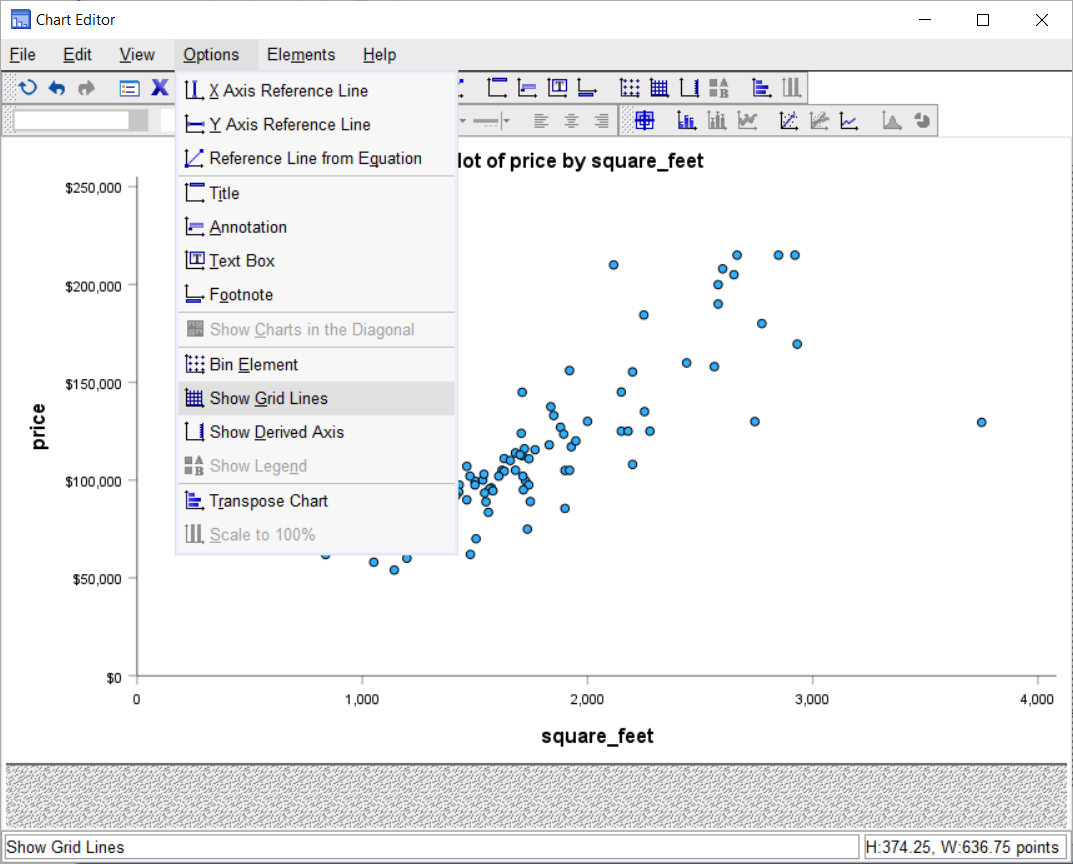 Chart Editor
File Edit View Options Elements Help
X Axis Reference Line
Y Axis Reference Line
Reference Line from Equation
Title
Annotation
Text Box
Footnote
Show Charts in the Diagonal
Bin Element
Show Grid Lines
Show Derived Axis
Show Legend
Transpose Chart
Scale to 100%
lot of price by square_feet
$250,000
$200,000
$150,000
$100,000
$50,000
$0
price
0 1,000 2,000 3,000 4,000
square_feet
Show Grid Lines
H:374.25, W:636.75 points